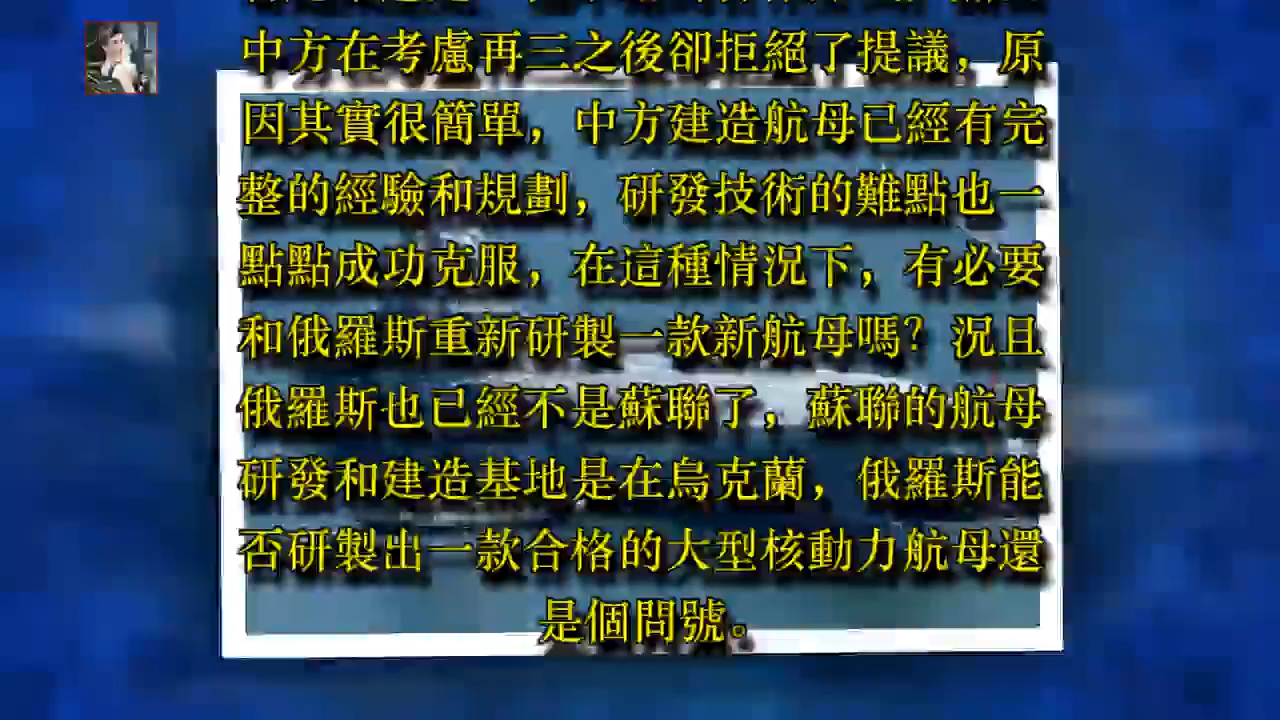 中方在考慮再三之後卻拒絕了提議，原
因其實很簡單，中方建造航母已經有完
整的經驗和規劃，研發技術的難點也一
點點成功克服，在這種情況下，有必要
和俄羅斯重新研製一款新航母嗎？況且
俄羅斯也已經不是蘇聯了，蘇聯的航母
研發和建造基地是在烏克蘭，俄羅斯能
否研製出一款合格的大型核動力航母還
是個問號。